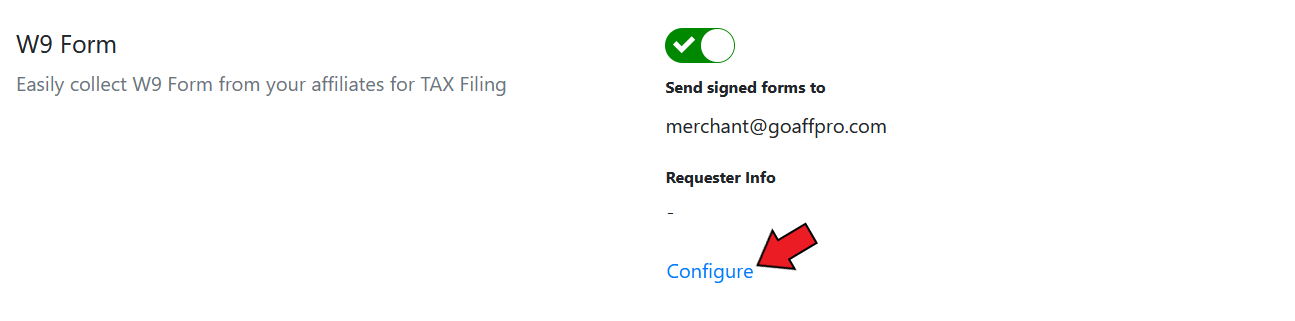 W9 Form
Easily collect W9 Form from your affiliates for TAX Filing
Send signed forms to
merchant@goaffpro.com
Requester Info
-
Configure